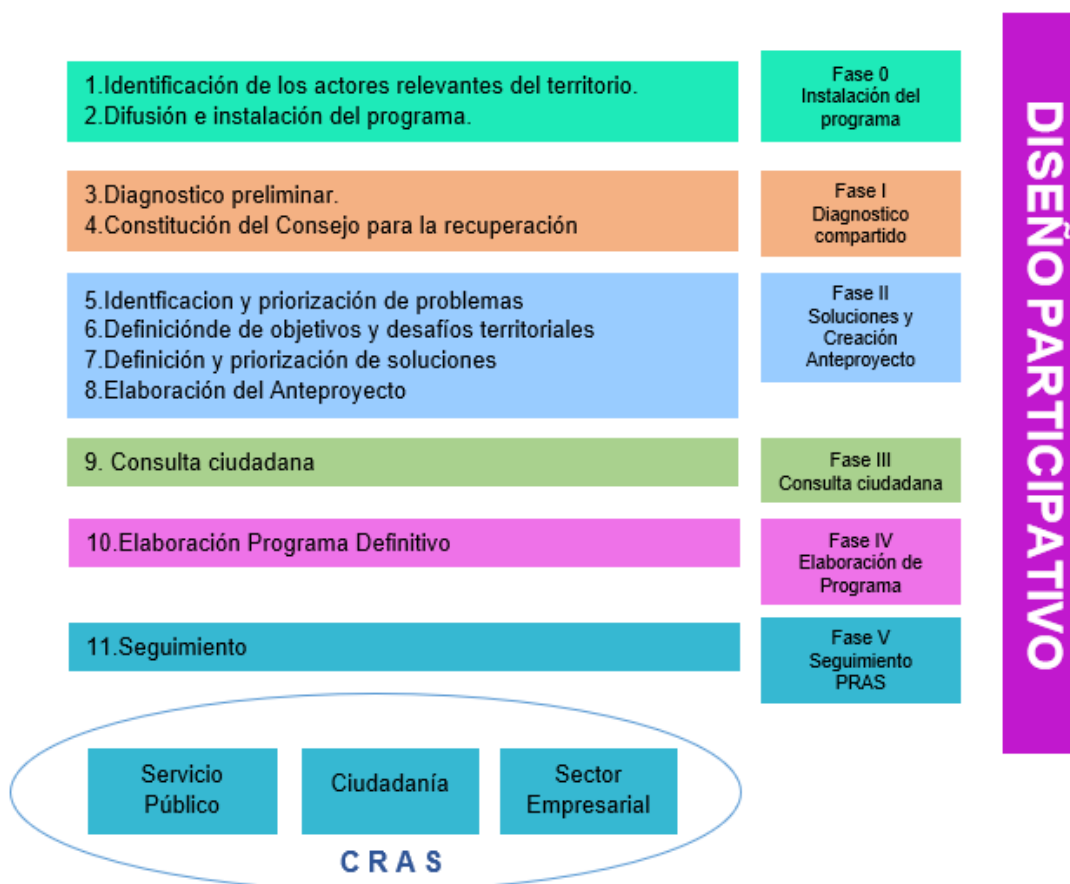 1.Identificación de los actores relevantes del territorio.
2.Difusión e instalación del programa.
Fase 0
Instalación del
programa
3.Diagnostico preliminar.
4.Constitución del Consejo para la recuperación
Fase I
Diagnostico
compartido
5.Identficacion y priorización de problemas
6.Definiciónde de objetivos y desafíos territoriales
7.Definición y priorización de soluciones
8.Elaboración del Anteproyecto
Fase II
Soluciones y
Creación
Anteproyecto
9. Consulta ciudadana
Fase III
Consulta ciudadana
10.Elaboración Programa Definitivo
Fase IV
Elaboración de
Programa
11.Seguimiento
Fase V
Seguimiento
PRAS
Servicio
Público
Ciudadanía
Sector
Empresarial
C R A S
DISEÑO PARTICIPATIVO